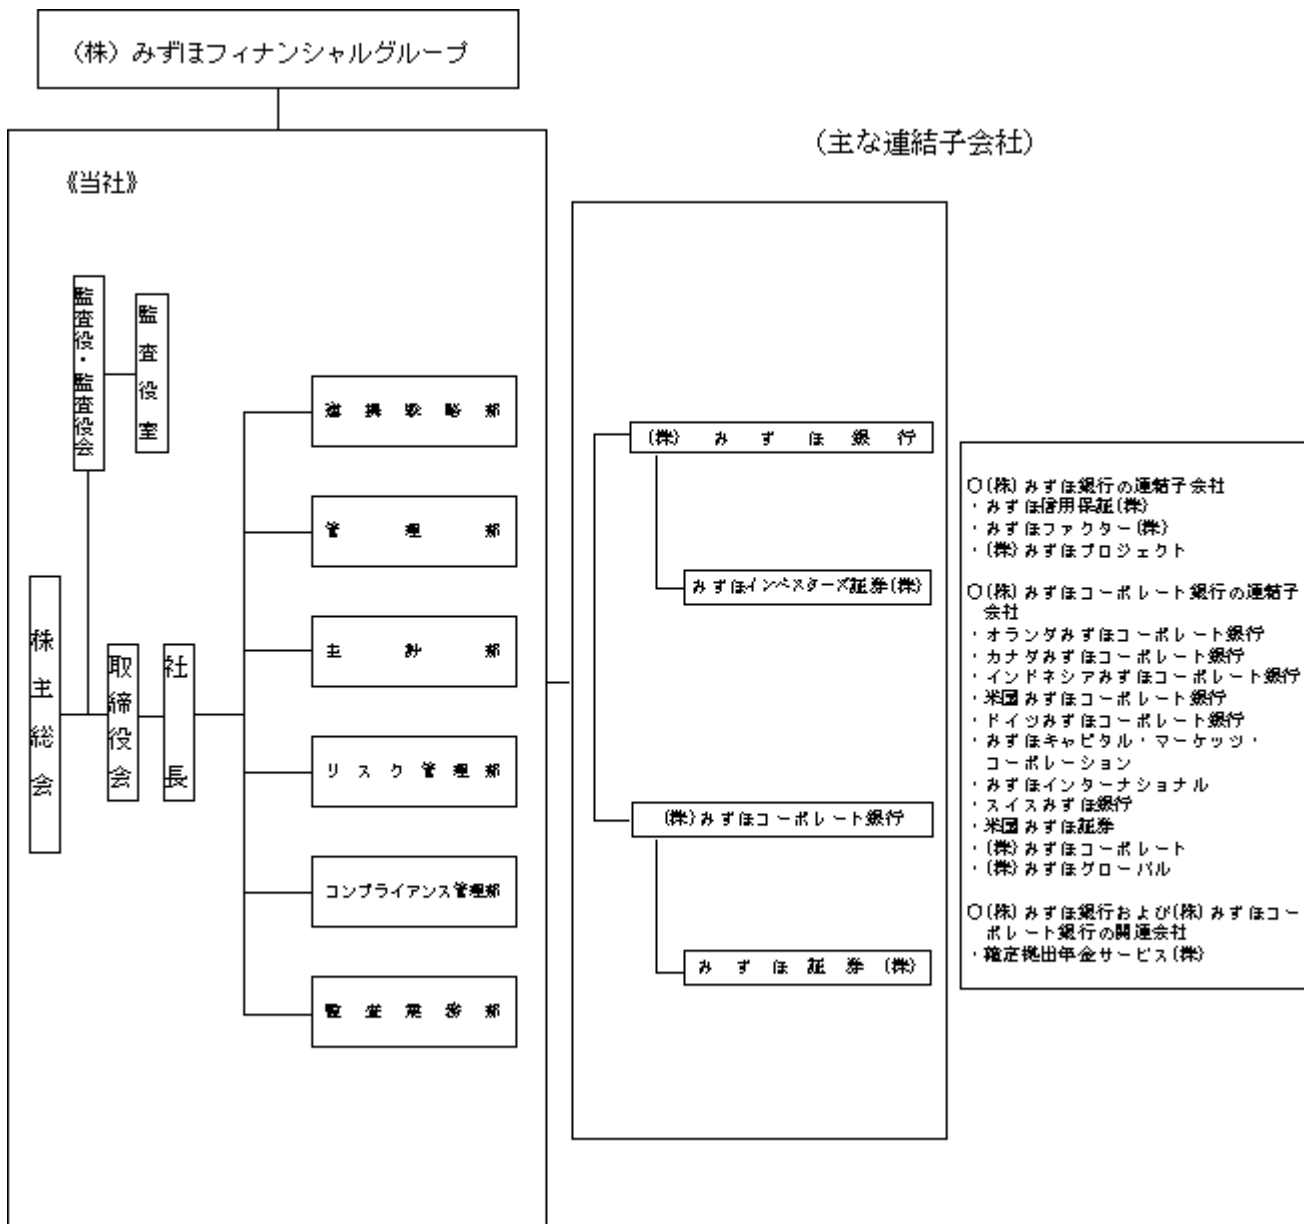 （株）みずほフィナンシャルグループ
（主な連結子会社）
《当社》
監査役・監査役会
監査役室
株主総会
取締役会
社長
連携戦略部
管理部
主計部
リスク管理部
コンプライアンス管理部
監査業務部
(株)みずほ銀行
みずほインベスターズ証券(株)
(株)みずほコーポレート銀行
みずほ証券(株)
○(株)みずほ銀行の連結子会社
・みずほ信用保証(株)
・みずほファクター(株)
・(株)みずほプロジェクト
○(株)みずほコーポレート銀行の連結子
会社
・オランダみずほコーポレート銀行
・カナダみずほコーポレート銀行
・インドネシアみずほコーポレート銀行
・米国みずほコーポレート銀行
・ドイツみずほコーポレート銀行
・みずほキャピタル・マーケッツ・
コーポレーション
・みずほインターナショナル
・スイスみずほ銀行
・米国みずほ証券
・(株)みずほコーポレート
・(株)みずほグローバル
○(株)みずほ銀行および(株)みずほコー
ポレート銀行の関連会社
・確定拠出年金サービス(株)